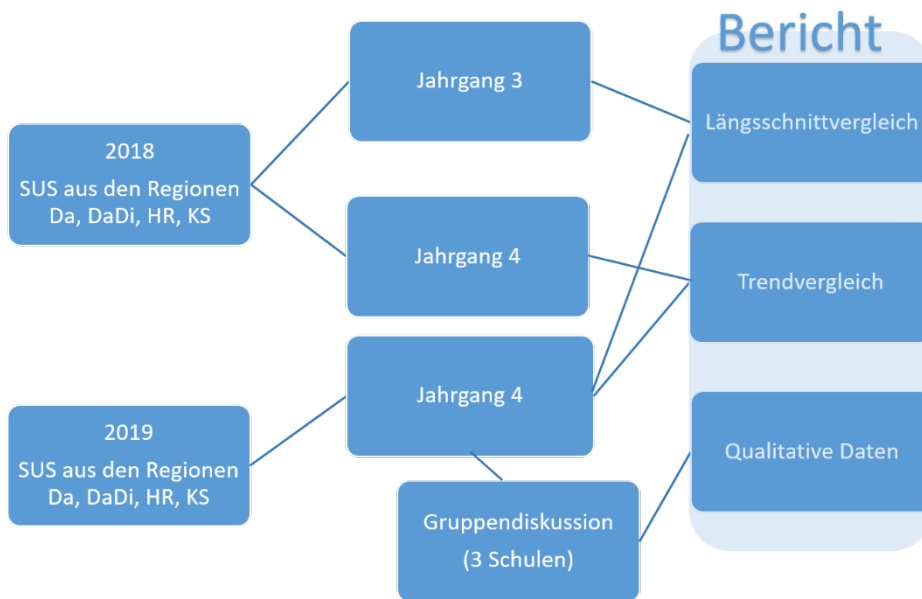 Bericht
Jahrgang 3
Längsschnittvergleich
2018
SUS aus den Regionen
Da, DaDi, HR, KS
Jahrgang 4
Trendvergleich
Jahrgang 4
2019
SUS aus den Regionen
Da, DaDi, HR, KS
Qualitative Daten
Gruppendiskussion
(3 Schulen)